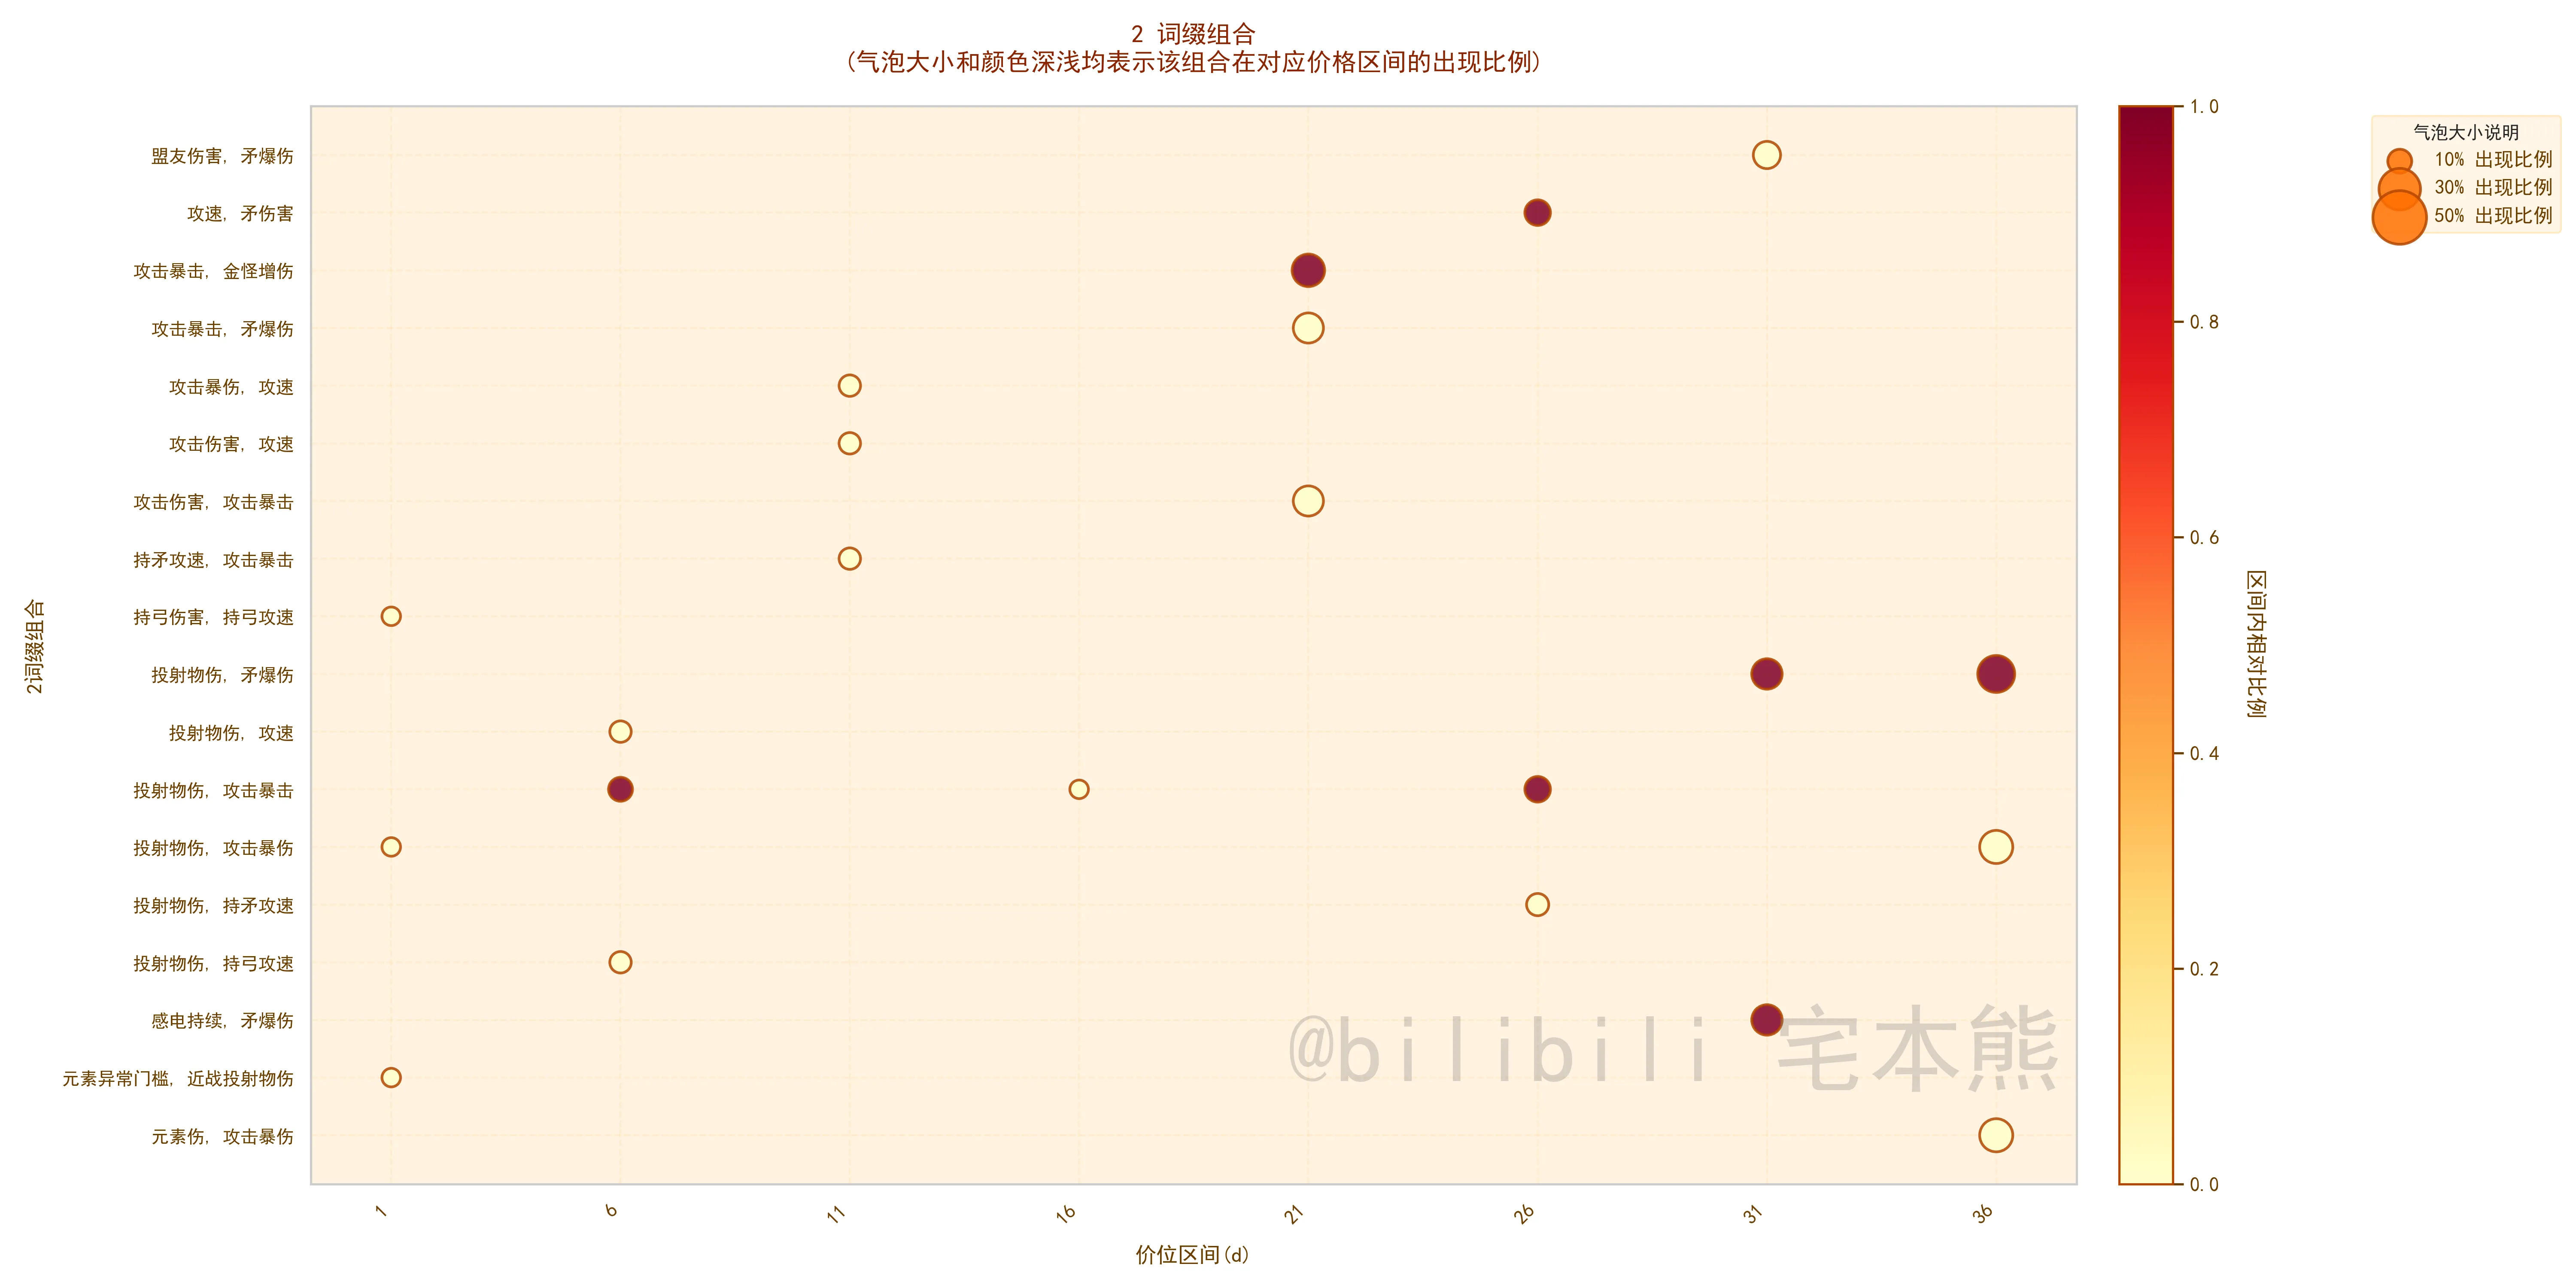 2 词缀组合
(气泡大小和颜色深浅均表示该组合在对应价格区间的出现比例)
2词缀组合
盟友伤害, 矛爆伤
攻速, 矛伤害
攻击暴击, 金怪增伤
攻击暴击, 矛爆伤
攻击暴伤, 攻速
攻击伤害, 攻速
攻击伤害, 攻击暴击
持矛攻速, 攻击暴击
持弓伤害, 持弓攻速
投射物伤, 矛爆伤
投射物伤, 攻速
投射物伤, 攻击暴击
投射物伤, 攻击暴伤
投射物伤, 持矛攻速
投射物伤, 持弓攻速
感电持续, 矛爆伤
元素异常门槛, 近战投射物伤
元素伤, 攻击暴伤
1
6
11
16
21
26
31
36
价位区间(d)
@bilibili 宅本熊
1.0
0.8
0.6
0.4
0.2
0.0
区间内相对比例
气泡大小说明
10% 出现比例
30% 出现比例
50% 出现比例